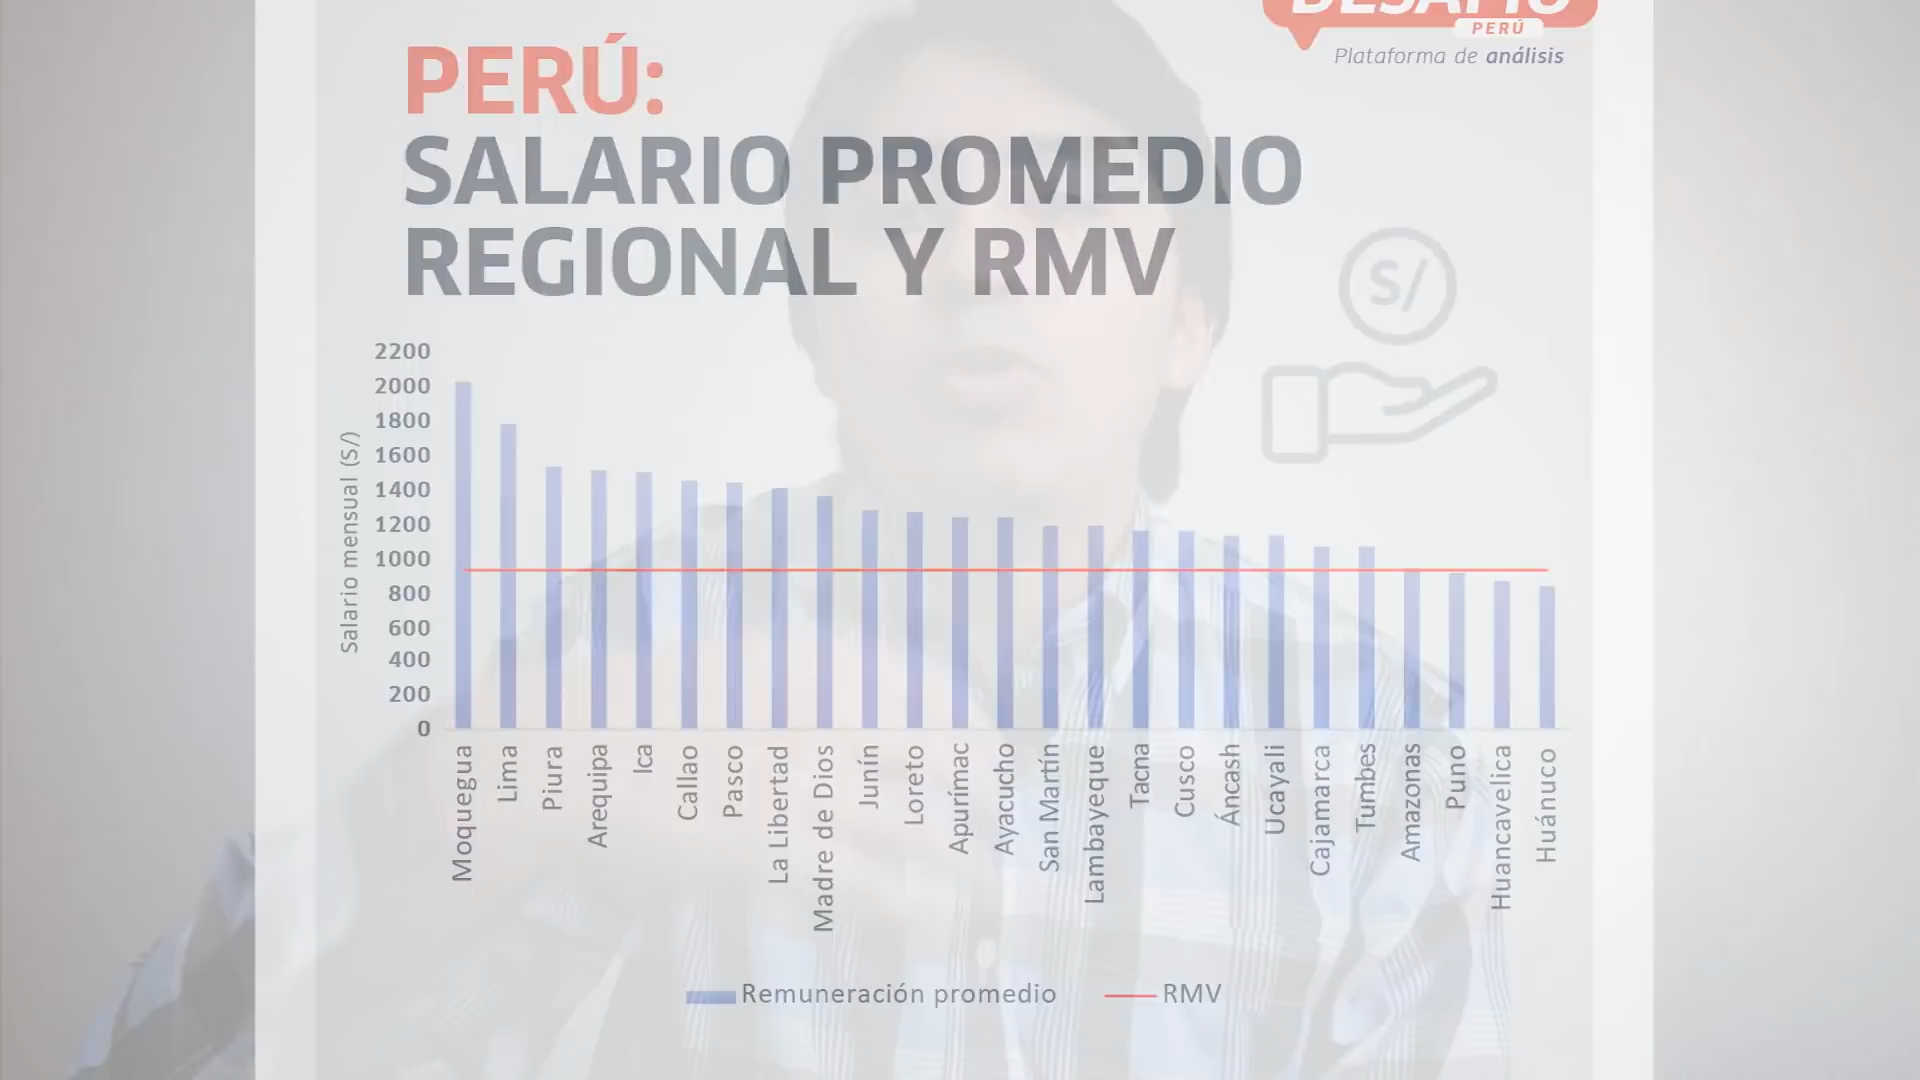 DESAFÍO
PERÚ
Plataforma de análisis
PERÚ:
SALARIO PROMEDIO
REGIONAL Y RMV
S/
Salario mensual (S/)
2200
2000
1800
1600
1400
1200
1000
800
600
400
200
0
Moquegua
Lima
Piura
Arequipa
Ica
Callao
Pasco
La Libertad
Madre de Dios
Junín
Loreto
Apurímac
Ayacucho
San Martín
Lambayeque
Tacna
Cusco
Áncash
Ucayali
Cajamarca
Tumbes
Amazonas
Puno
Huancavelica
Huánuco
Remuneración promedio
RMV